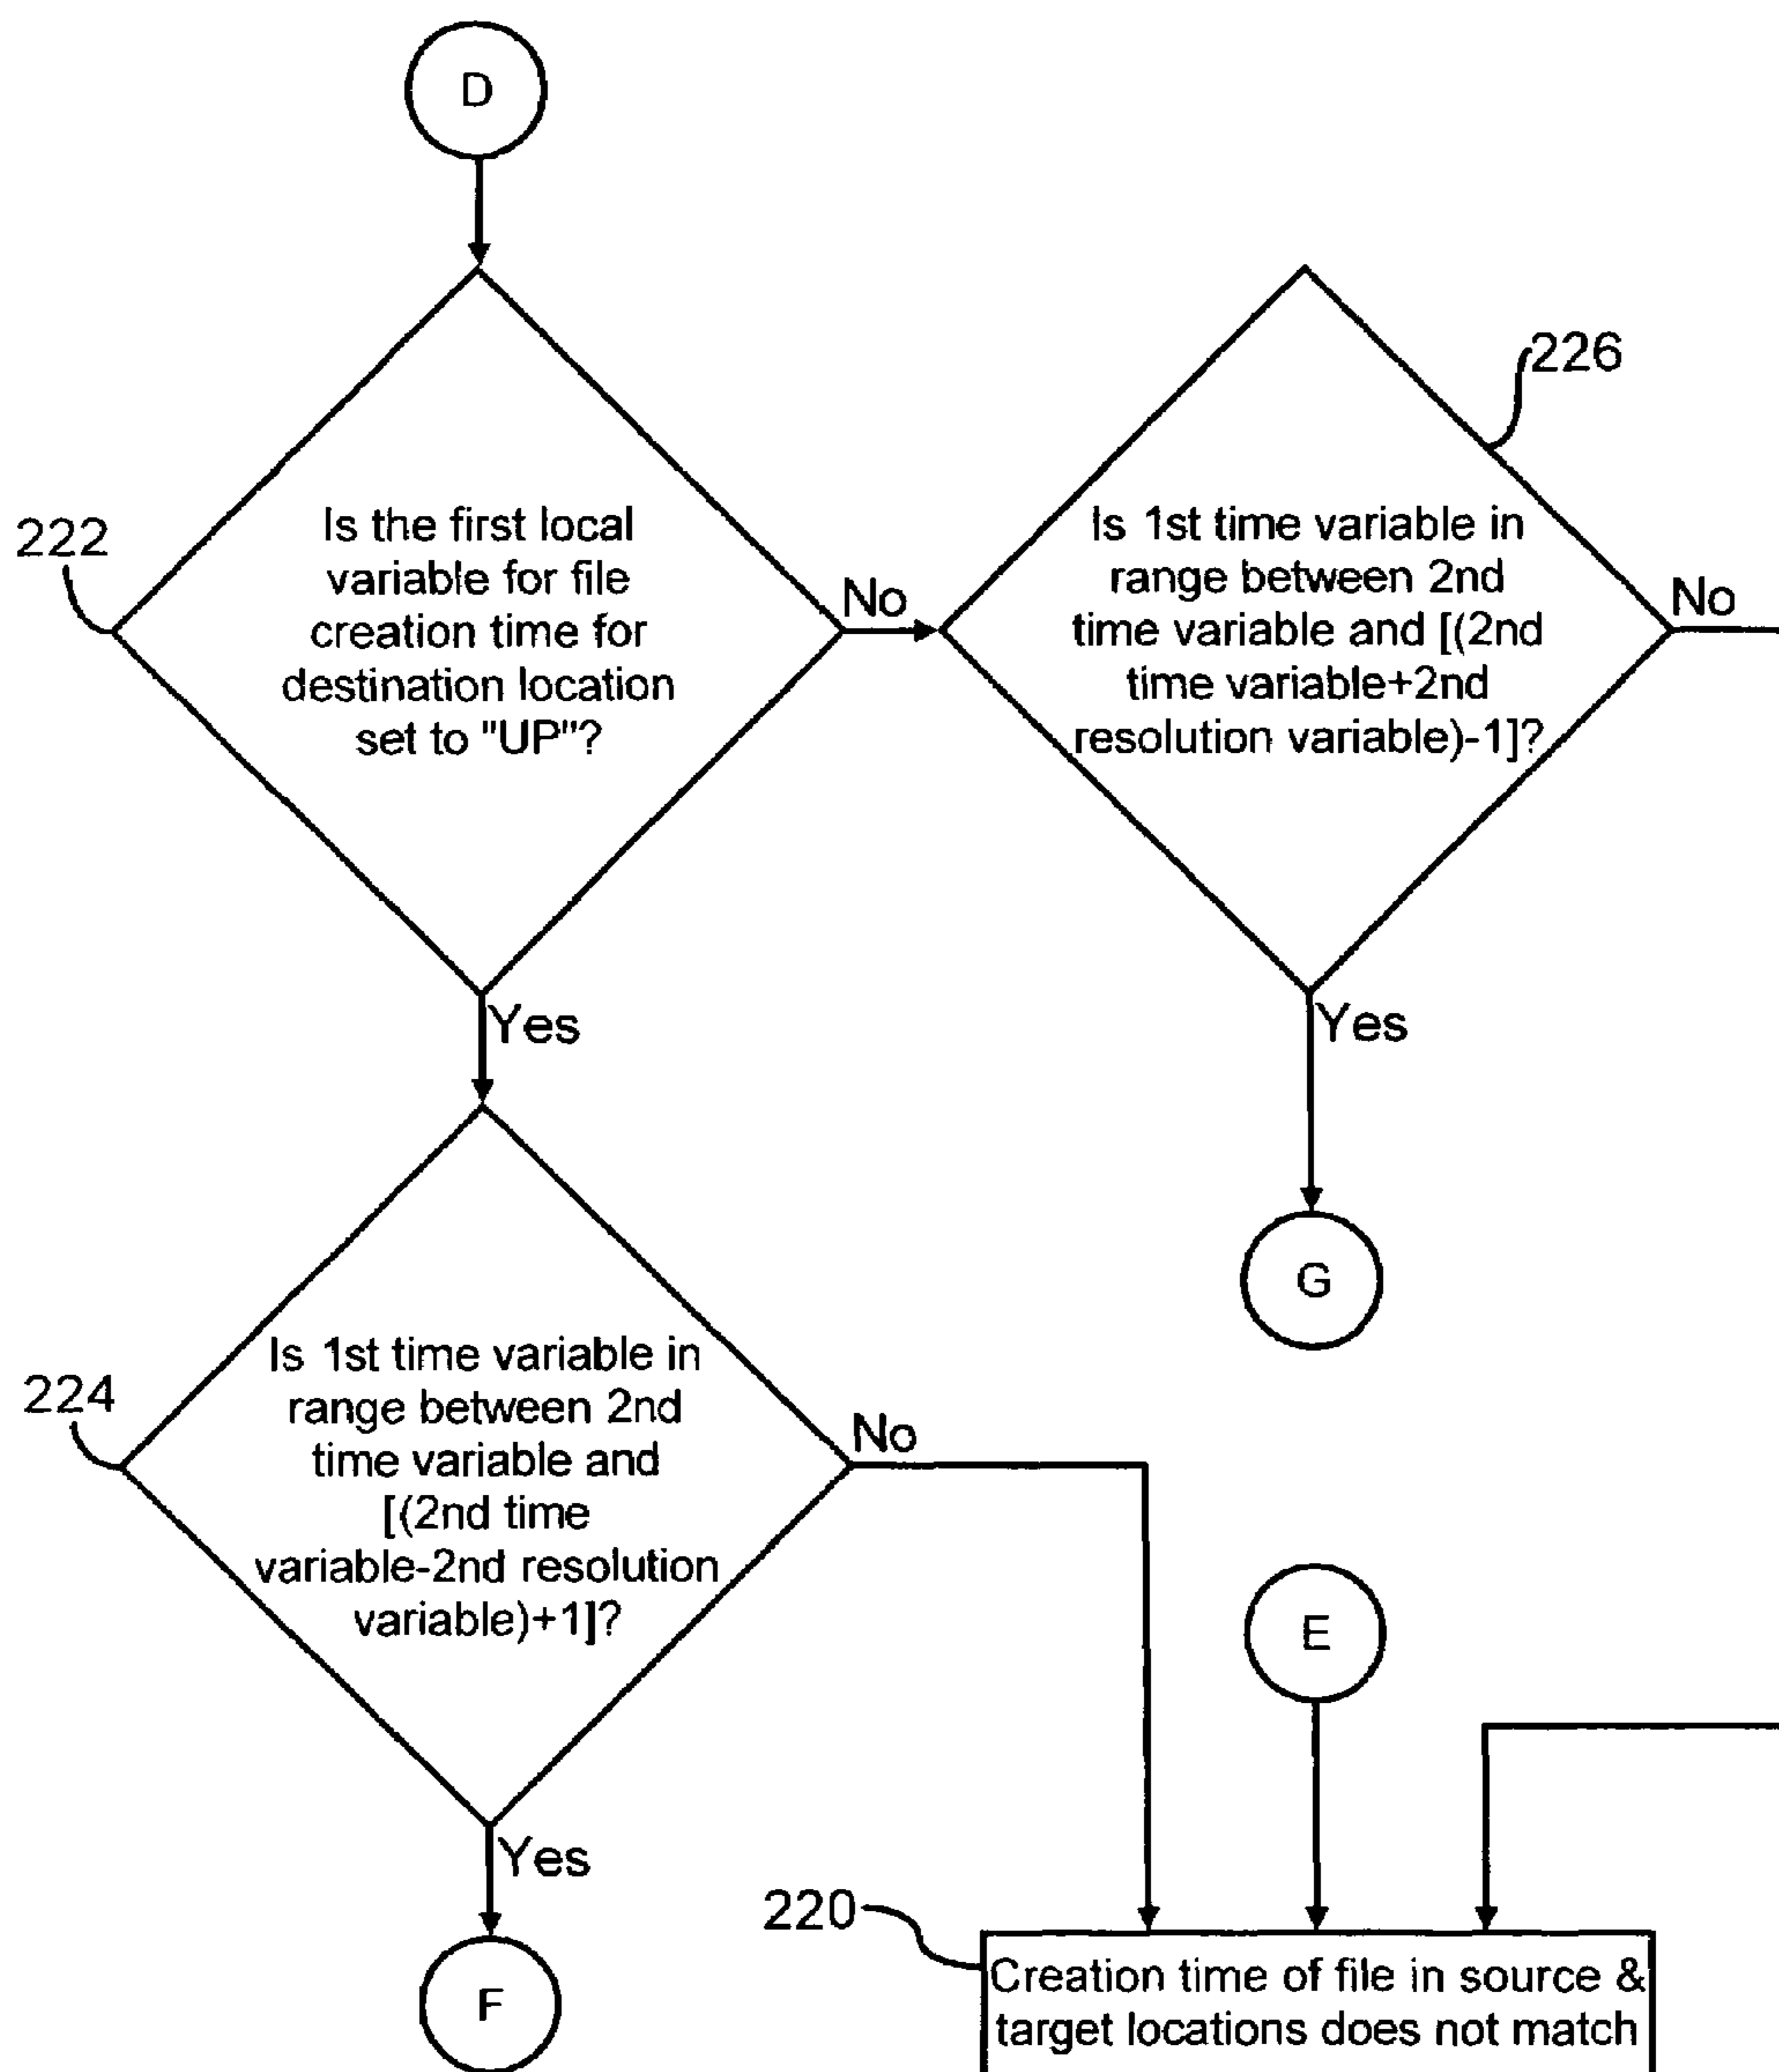 D
222
Is the first local
variable for file
creation time for
destination location
set to "UP"?
No
Yes
226
Is 1st time variable in
range between 2nd
time variable and [(2nd
time variable+2nd
resolution variable)-1]?
No
Yes
G
224
Is 1st time variable in
range between 2nd
time variable and
[(2nd time
variable-2nd resolution
variable)+1]?
No
Yes
F
E
220
Creation time of file in source &
target locations does not match